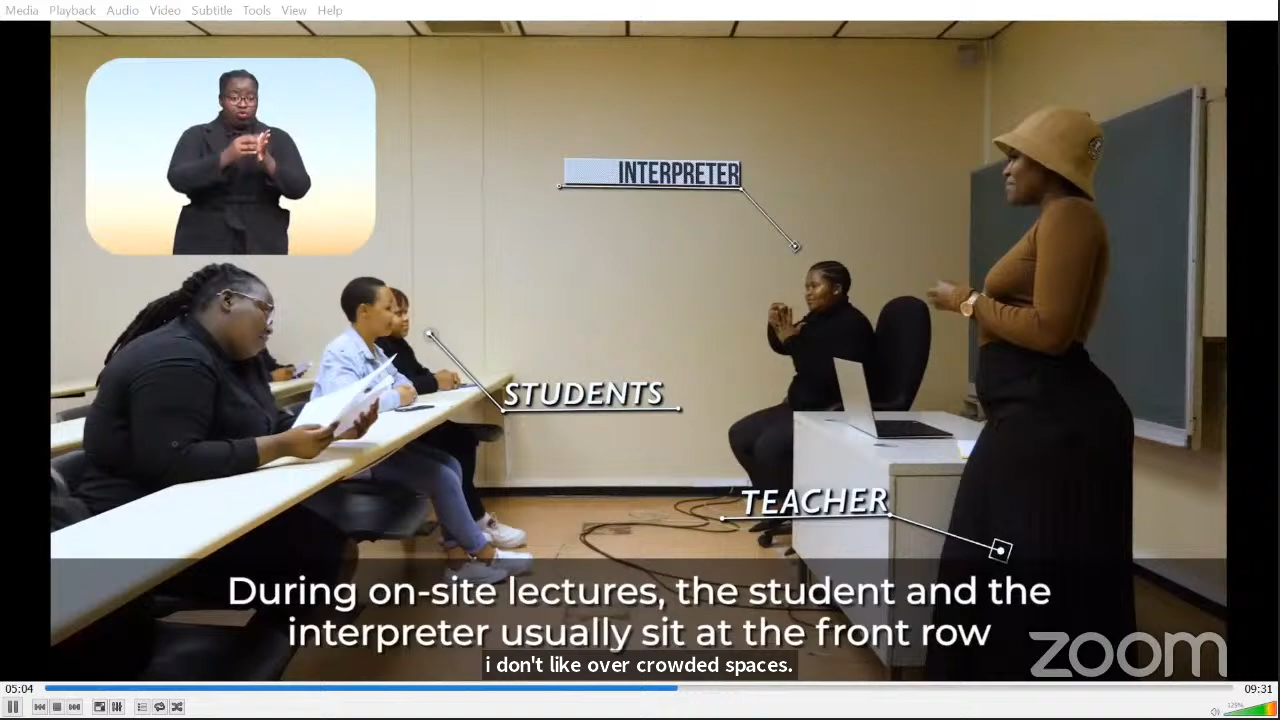 Media Playback Audio Video Subtitle Tools View Help
INTERPRETER
STUDENTS
TEACHER
During on-site lectures, the student and the
interpreter usually sit at the front row
i don't like over crowded spaces.
zoom
05:04
09:31
129%